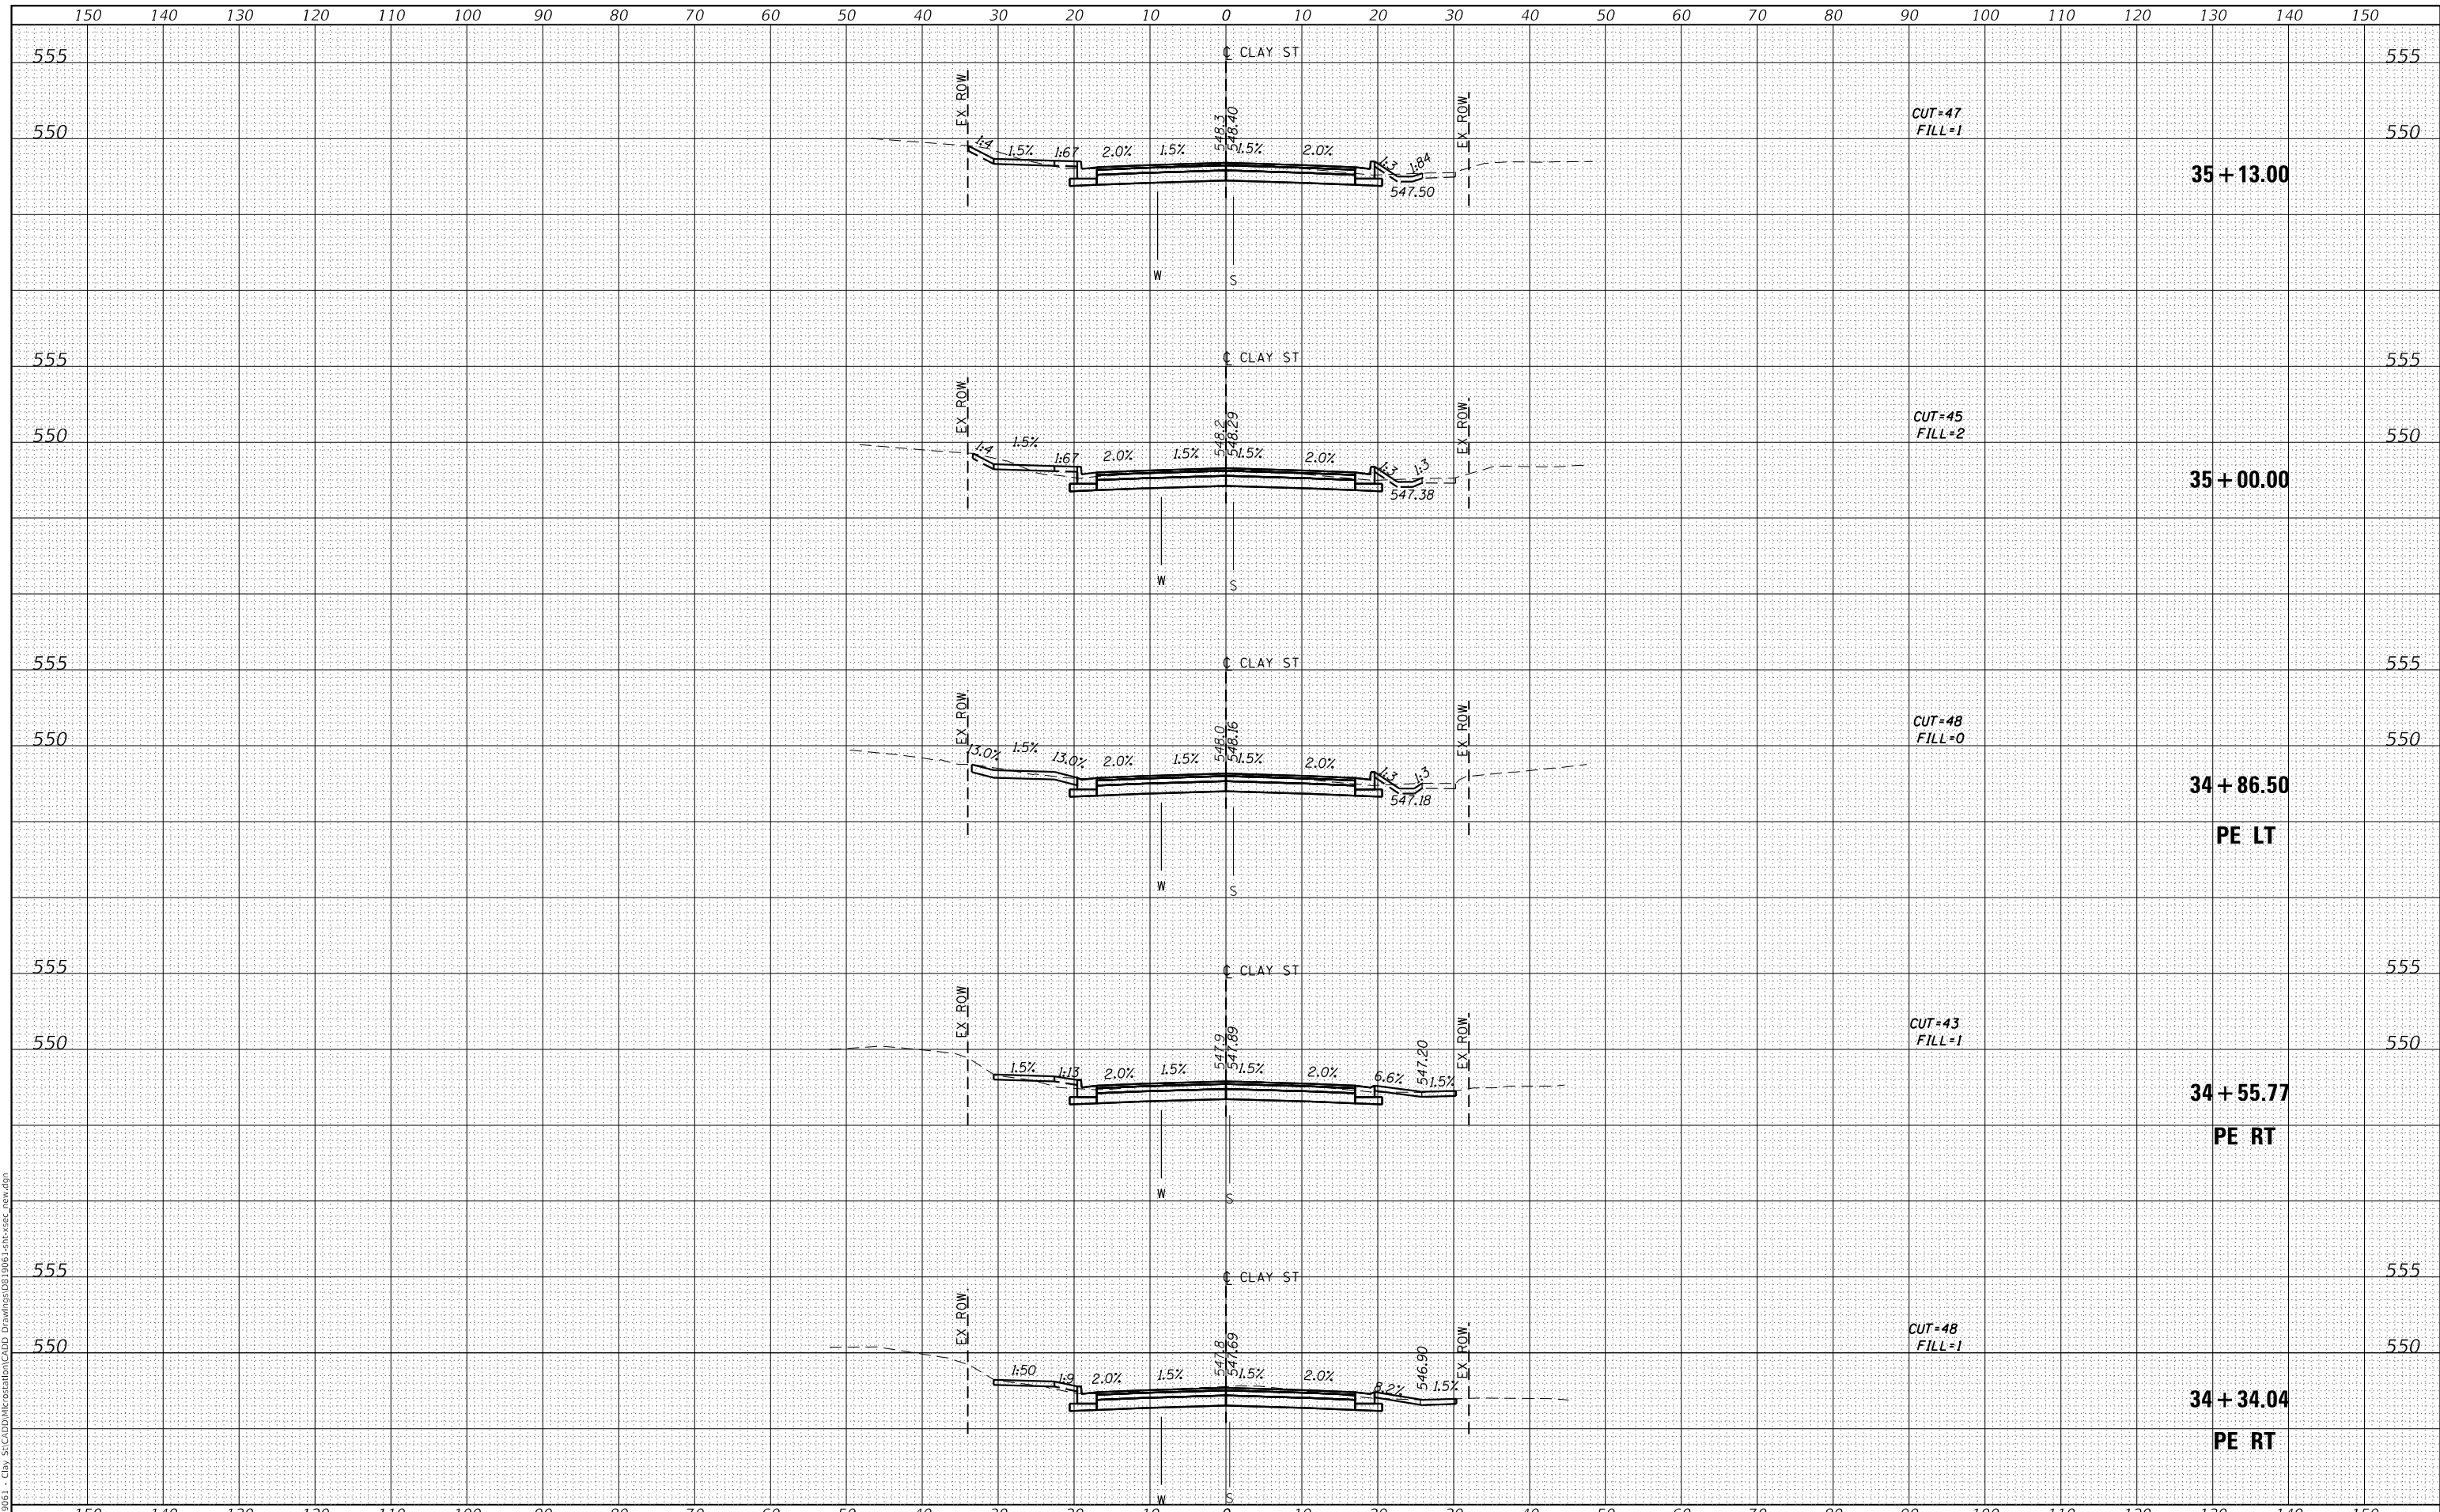 150 140 130 120 110 100 90 80 70 60 50 40 30 20 10 0 10 20 30 40 50 60 70 80 90 100 110 120 130 140 150
555 ℄ CLAY ST 555
EX ROW EX ROW
550 548.3 548.40 550
CUT=47
FILL=1
1:4 1.5% 1:67 2.0% 1.5% 1.5% 2.0% 1:3 1:84
547.50
35+13.00
W S
555 ℄ CLAY ST 555
EX ROW EX ROW
550 548.2 548.29 550
CUT=45
FILL=2
1:4 1.5% 1:67 2.0% 1.5% 1.5% 2.0% 1:3 1:3
547.38
35+00.00
W S
555 ℄ CLAY ST 555
EX ROW EX ROW
550 548.0 548.16 550
CUT=48
FILL=0
13.0% 1.5% 13.0% 2.0% 1.5% 1.5% 2.0% 1:3 1:3
547.18
34+86.50
PE LT
W S
555 ℄ CLAY ST 555
EX ROW EX ROW
550 547.9 547.89 547.20 550
CUT=43
FILL=1
1.5% 1:13 2.0% 1.5% 1.5% 2.0% 6.6% 1.5%
34+55.77
PE RT
W S
555 ℄ CLAY ST 555
EX ROW EX ROW
550 547.8 547.69 546.90 550
CUT=48
FILL=1
1:50 1:9 2.0% 1.5% 1.5% 2.0% 8.2% 1.5%
34+34.04
PE RT
W S
150 140 130 120 110 100 90 80 70 60 50 40 30 20 10 0 10 20 30 40 50 60 70 80 90 100 110 120 130 140 150
9061 - Clay St\CADD\Microstation\CADD Drawings\D819061-sht-xsec_new.dgn